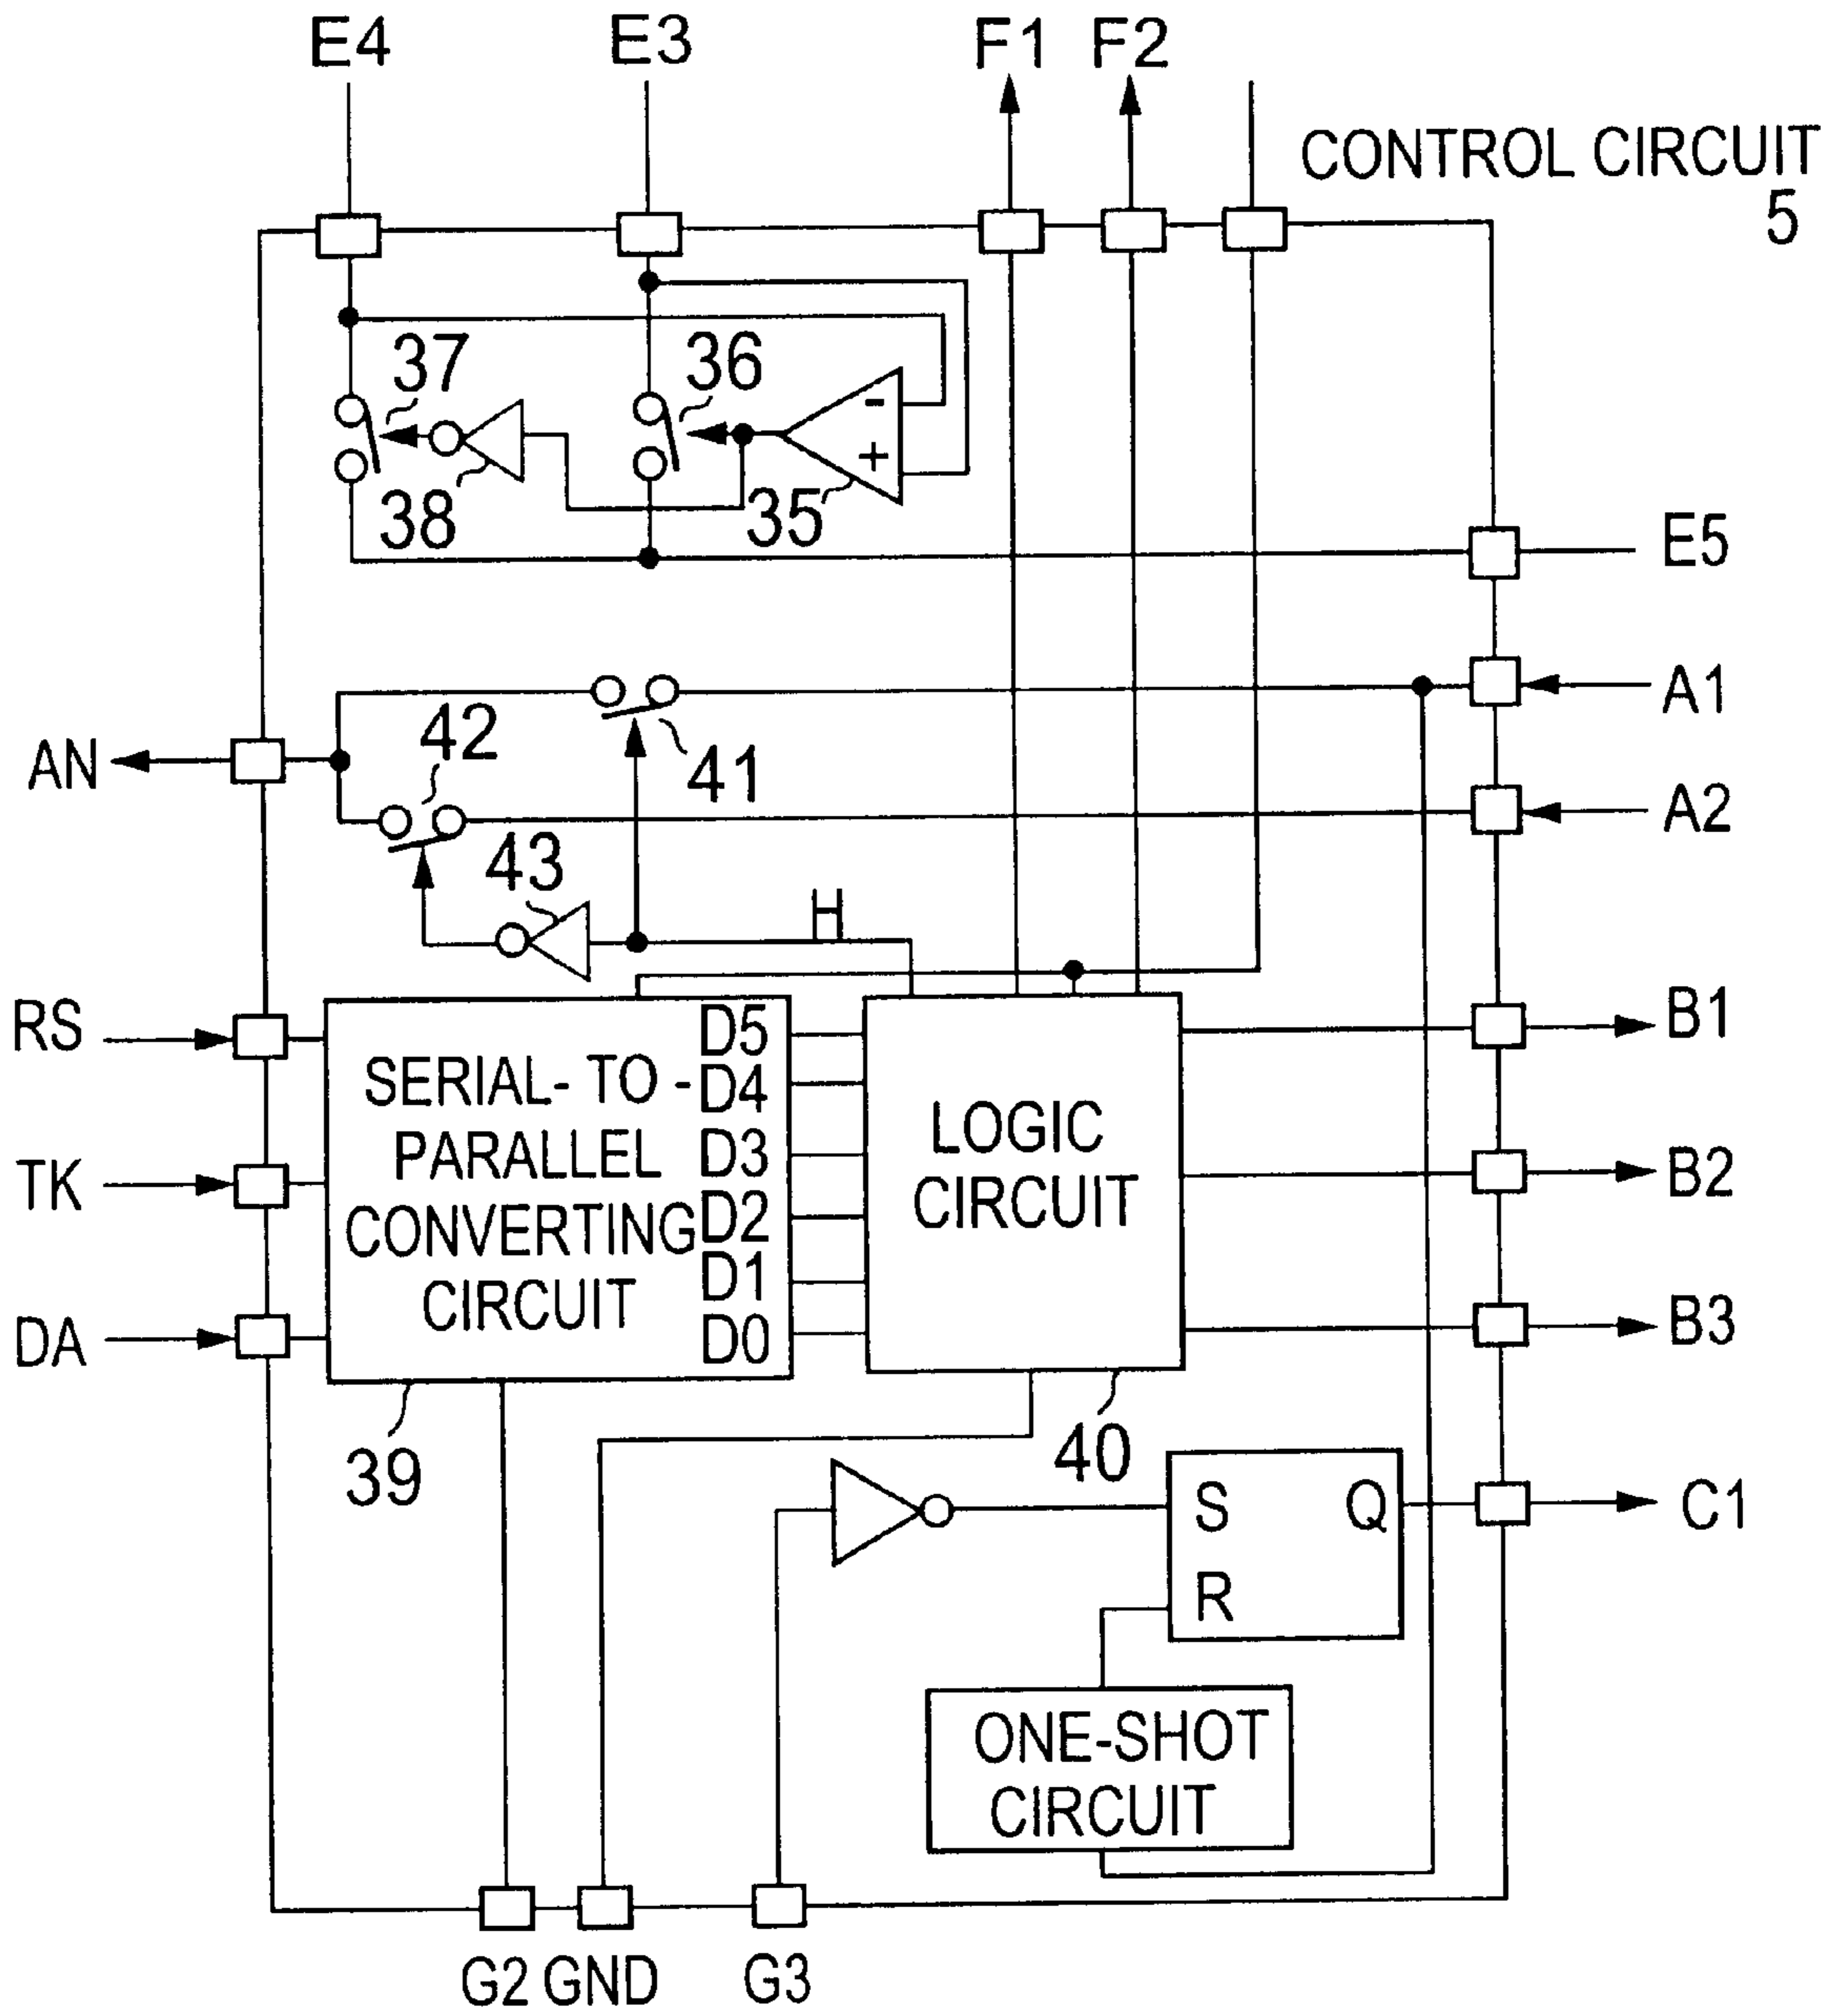 E4 E3 F1 F2
CONTROL CIRCUIT
5
37 36
-
+
38 35
E5
A1
42
41
AN
A2
43
H
RS
D5
B1
SERIAL- TO -
D4
PARALLEL
D3
LOGIC
TK
CONVERTING
D2
CIRCUIT
B2
D1
CIRCUIT
DA
D0
B3
39
40
S Q
C1
R
ONE-SHOT
CIRCUIT
G2 GND G3